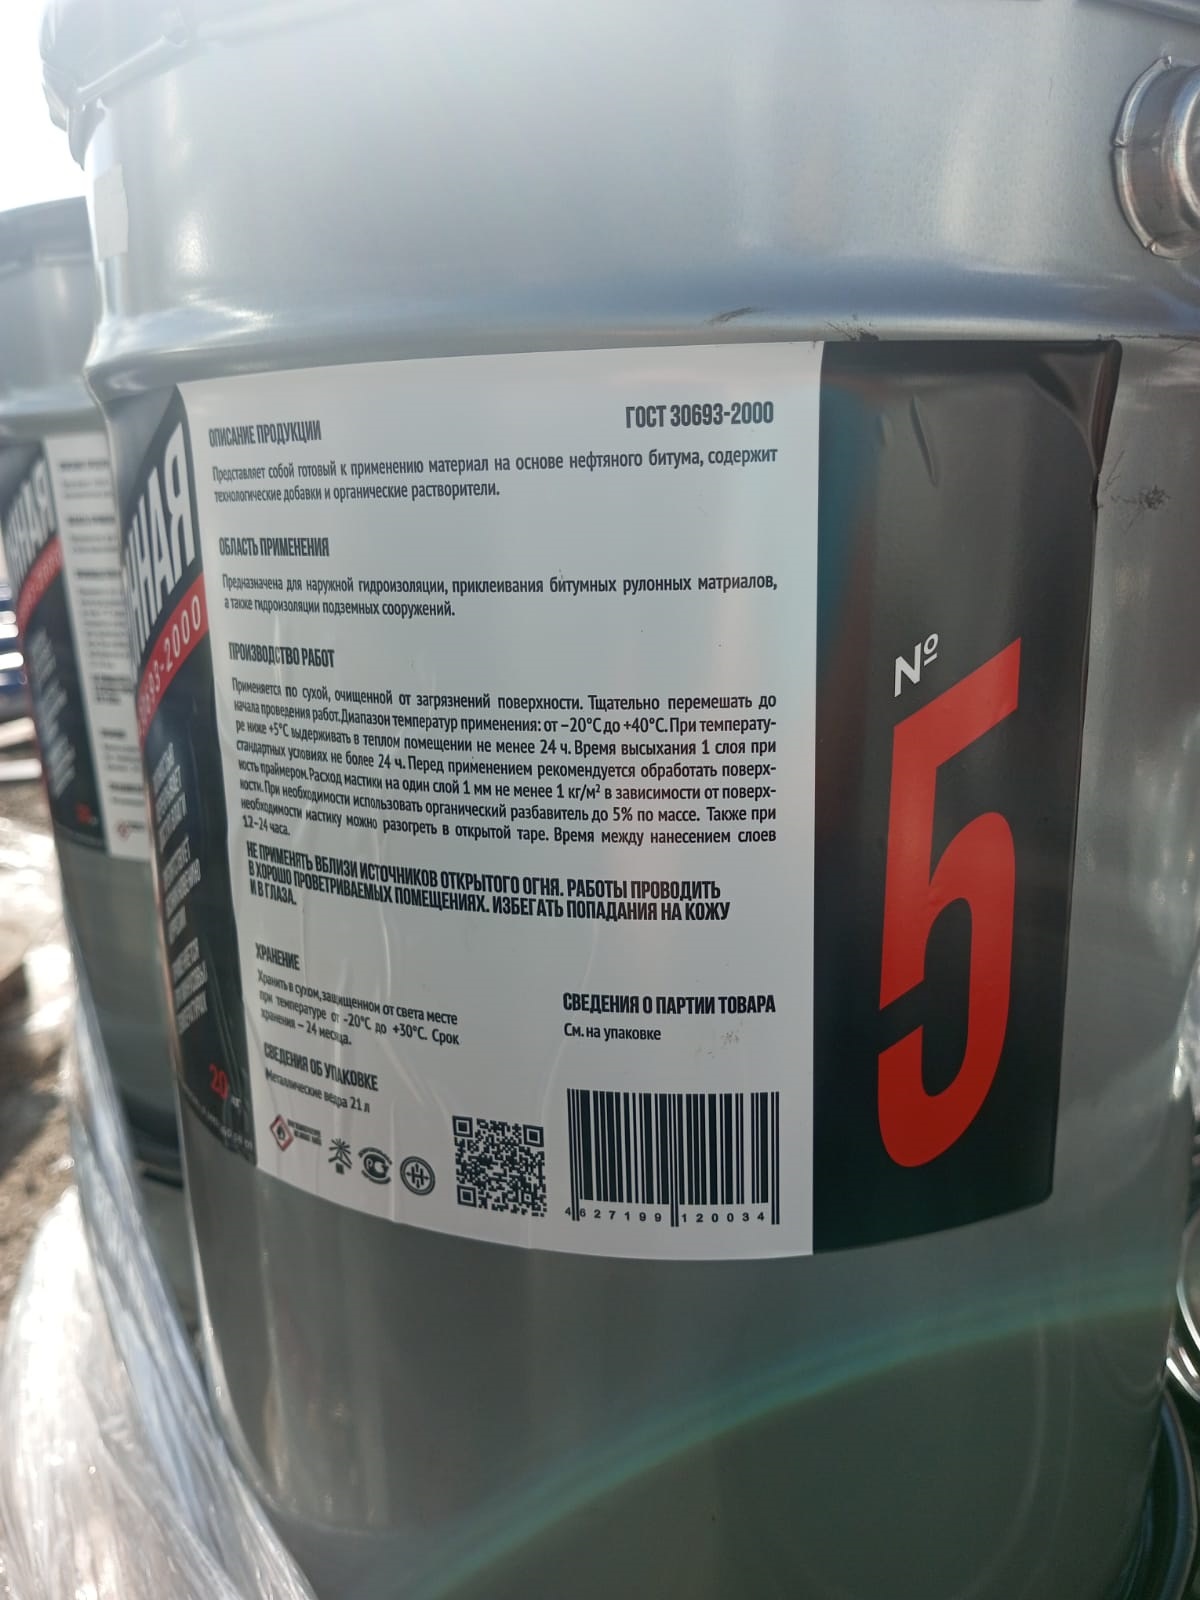 ОПИСАНИЕ ПРОДУКЦИИ
ГОСТ 30693-2000
Представляет собой готовый к применению материал на основе нефтяного битума, содержит
технологические добавки и органические растворители.
ОБЛАСТЬ ПРИМЕНЕНИЯ
Предназначена для наружной гидроизоляции, приклеивания битумных рулонных матриалов,
а также гидроизоляции подземных сооружений.
ПРОИЗВОДСТВО РАБОТ
Применяется по сухой, очищенной от загрязнений поверхности. Тщательно перемешать до
начала проведения работ. Диапазон температур применения: от –20°С до +40°С. При температу-
ре ниже +5°С выдерживать в теплом помещении не менее 24 ч. Время высыхания 1 слоя при
стандартных условиях не более 24 ч. Перед применением рекомендуется обработать поверх-
ность праймером. Расход мастики на один слой 1 мм не менее 1 кг/м² в зависимости от поверх-
ности. При необходимости использовать органический разбавитель до 5% по массе. Также при
необходимости мастику можно разогреть в открытой таре. Время между нанесением слоев
12–24 часа.
НЕ ПРИМЕНЯТЬ ВБЛИЗИ ИСТОЧНИКОВ ОТКРЫТОГО ОГНЯ. РАБОТЫ ПРОВОДИТЬ
В ХОРОШО ПРОВЕТРИВАЕМЫХ ПОМЕЩЕНИЯХ. ИЗБЕГАТЬ ПОПАДАНИЯ НА КОЖУ
И В ГЛАЗА.
ХРАНЕНИЕ
Хранить в сухом, защищенном от света месте
при температуре от -20°С до +30°С. Срок
хранения – 24 месяца.
СВЕДЕНИЯ ОБ УПАКОВКЕ
Металлические ведра 21 л
СВЕДЕНИЯ О ПАРТИИ ТОВАРА
См. на упаковке
4 627199 120034
№
5
ННАЯ
30693-2000
20 кг